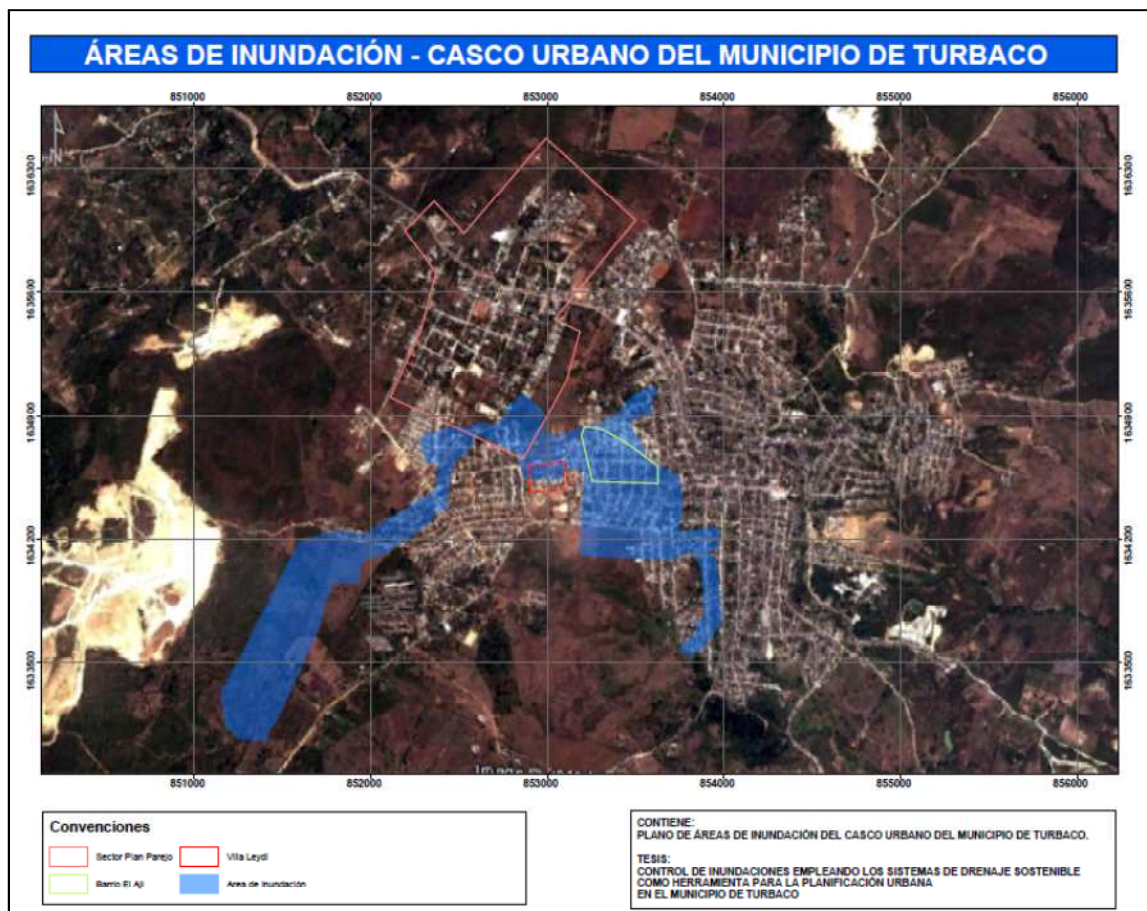 ÁREAS DE INUNDACIÓN - CASCO URBANO DEL MUNICIPIO DE TURBACO
851000 852000 853000 854000 855000 856000
N
1636300 1636300
1635600 1635600
1634900 1634900
1634200 1634200
1633500 1633500
851000 852000 853000 854000 855000 856000
Convenciones
Sector Plan Parejo Villa Leydi
Barrio El Aji Area de Inundación
CONTIENE:
PLANO DE ÁREAS DE INUNDACIÓN DEL CASCO URBANO DEL MUNICIPIO DE TURBACO.
TESIS:
CONTROL DE INUNDACIONES EMPLEANDO LOS SISTEMAS DE DRENAJE SOSTENIBLE
COMO HERRAMIENTA PARA LA PLANIFICACIÓN URBANA
EN EL MUNICIPIO DE TURBACO